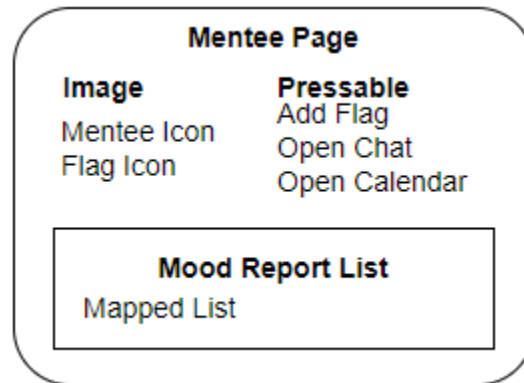 Mentee Page
Image
Mentee Icon
Flag Icon
Pressable
Add Flag
Open Chat
Open Calendar
Mood Report List
Mapped List